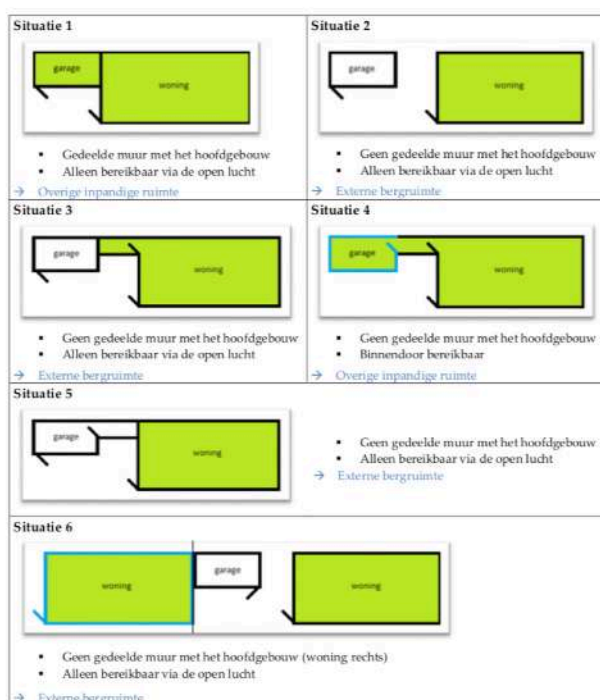 Situatie 1
garage
woning
▪ Gedeelde muur met het hoofdgebouw
▪ Alleen bereikbaar via de open lucht
→ Overige inpandige ruimte
Situatie 2
garage
woning
▪ Geen gedeelde muur met het hoofdgebouw
▪ Alleen bereikbaar via de open lucht
→ Externe bergruimte
Situatie 3
garage
woning
▪ Geen gedeelde muur met het hoofdgebouw
▪ Alleen bereikbaar via de open lucht
→ Externe bergruimte
Situatie 4
garage
woning
▪ Geen gedeelde muur met het hoofdgebouw
▪ Binnendoor bereikbaar
→ Overige inpandige ruimte
Situatie 5
garage
woning
▪ Geen gedeelde muur met het hoofdgebouw
▪ Alleen bereikbaar via de open lucht
→ Externe bergruimte
Situatie 6
woning
garage
woning
▪ Geen gedeelde muur met het hoofdgebouw (woning rechts)
▪ Alleen bereikbaar via de open lucht
→ Externe bergruimte